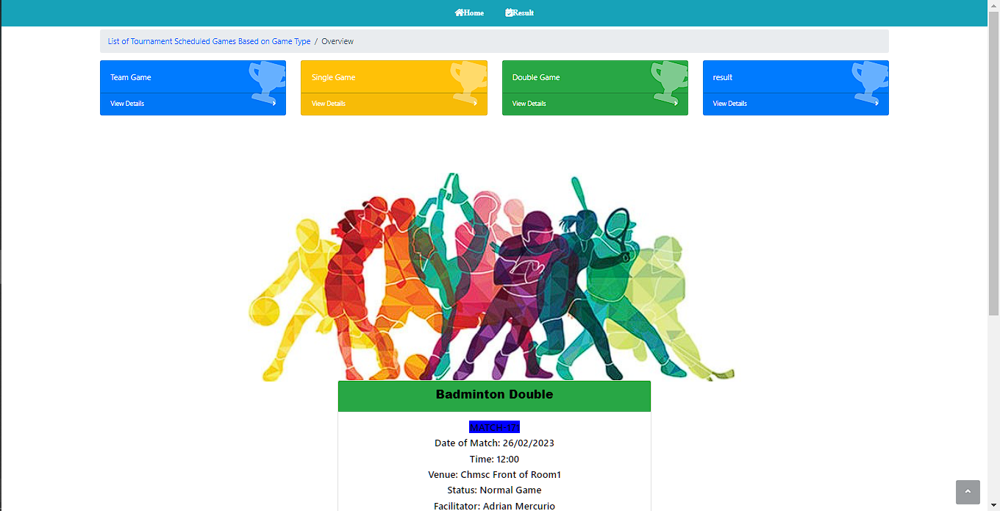 Home Result
List of Tournament Scheduled Games Based on Game Type / Overview
Team Game Single Game Double Game result
View Details View Details View Details View Details
Badminton Double
MATCH 1/1
Date of Match: 26/02/2023
Time: 12:00
Venue: Chmsc Front of Room1
Status: Normal Game
Facilitator: Adrian Mercurio